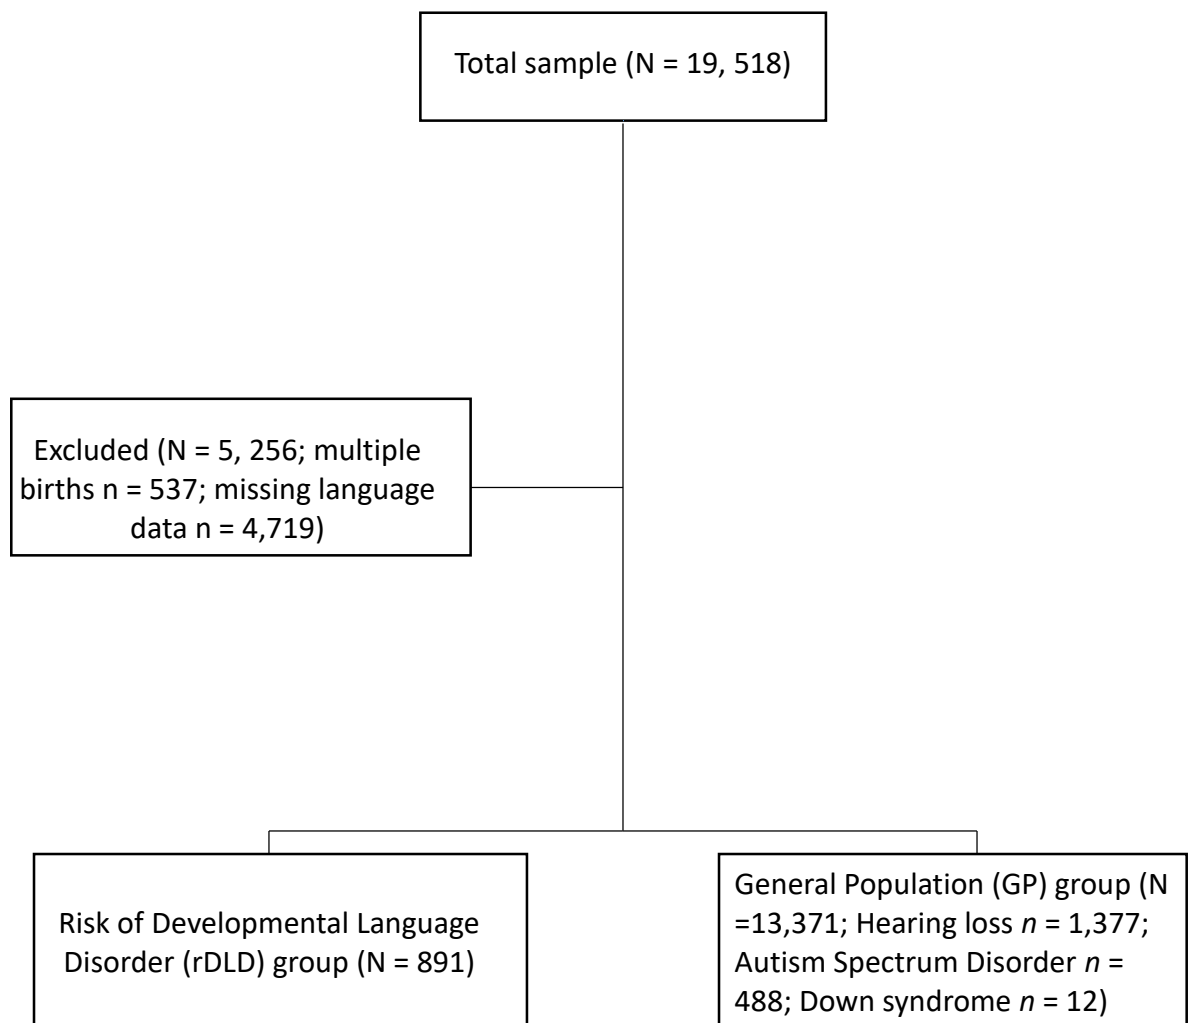 Total sample (N = 19, 518)
Excluded (N = 5, 256; multiple
births n = 537; missing language
data n = 4,719)
Risk of Developmental Language
Disorder (rDLD) group (N = 891)
General Population (GP) group (N
=13,371; Hearing loss n = 1,377;
Autism Spectrum Disorder n =
488; Down syndrome n = 12)